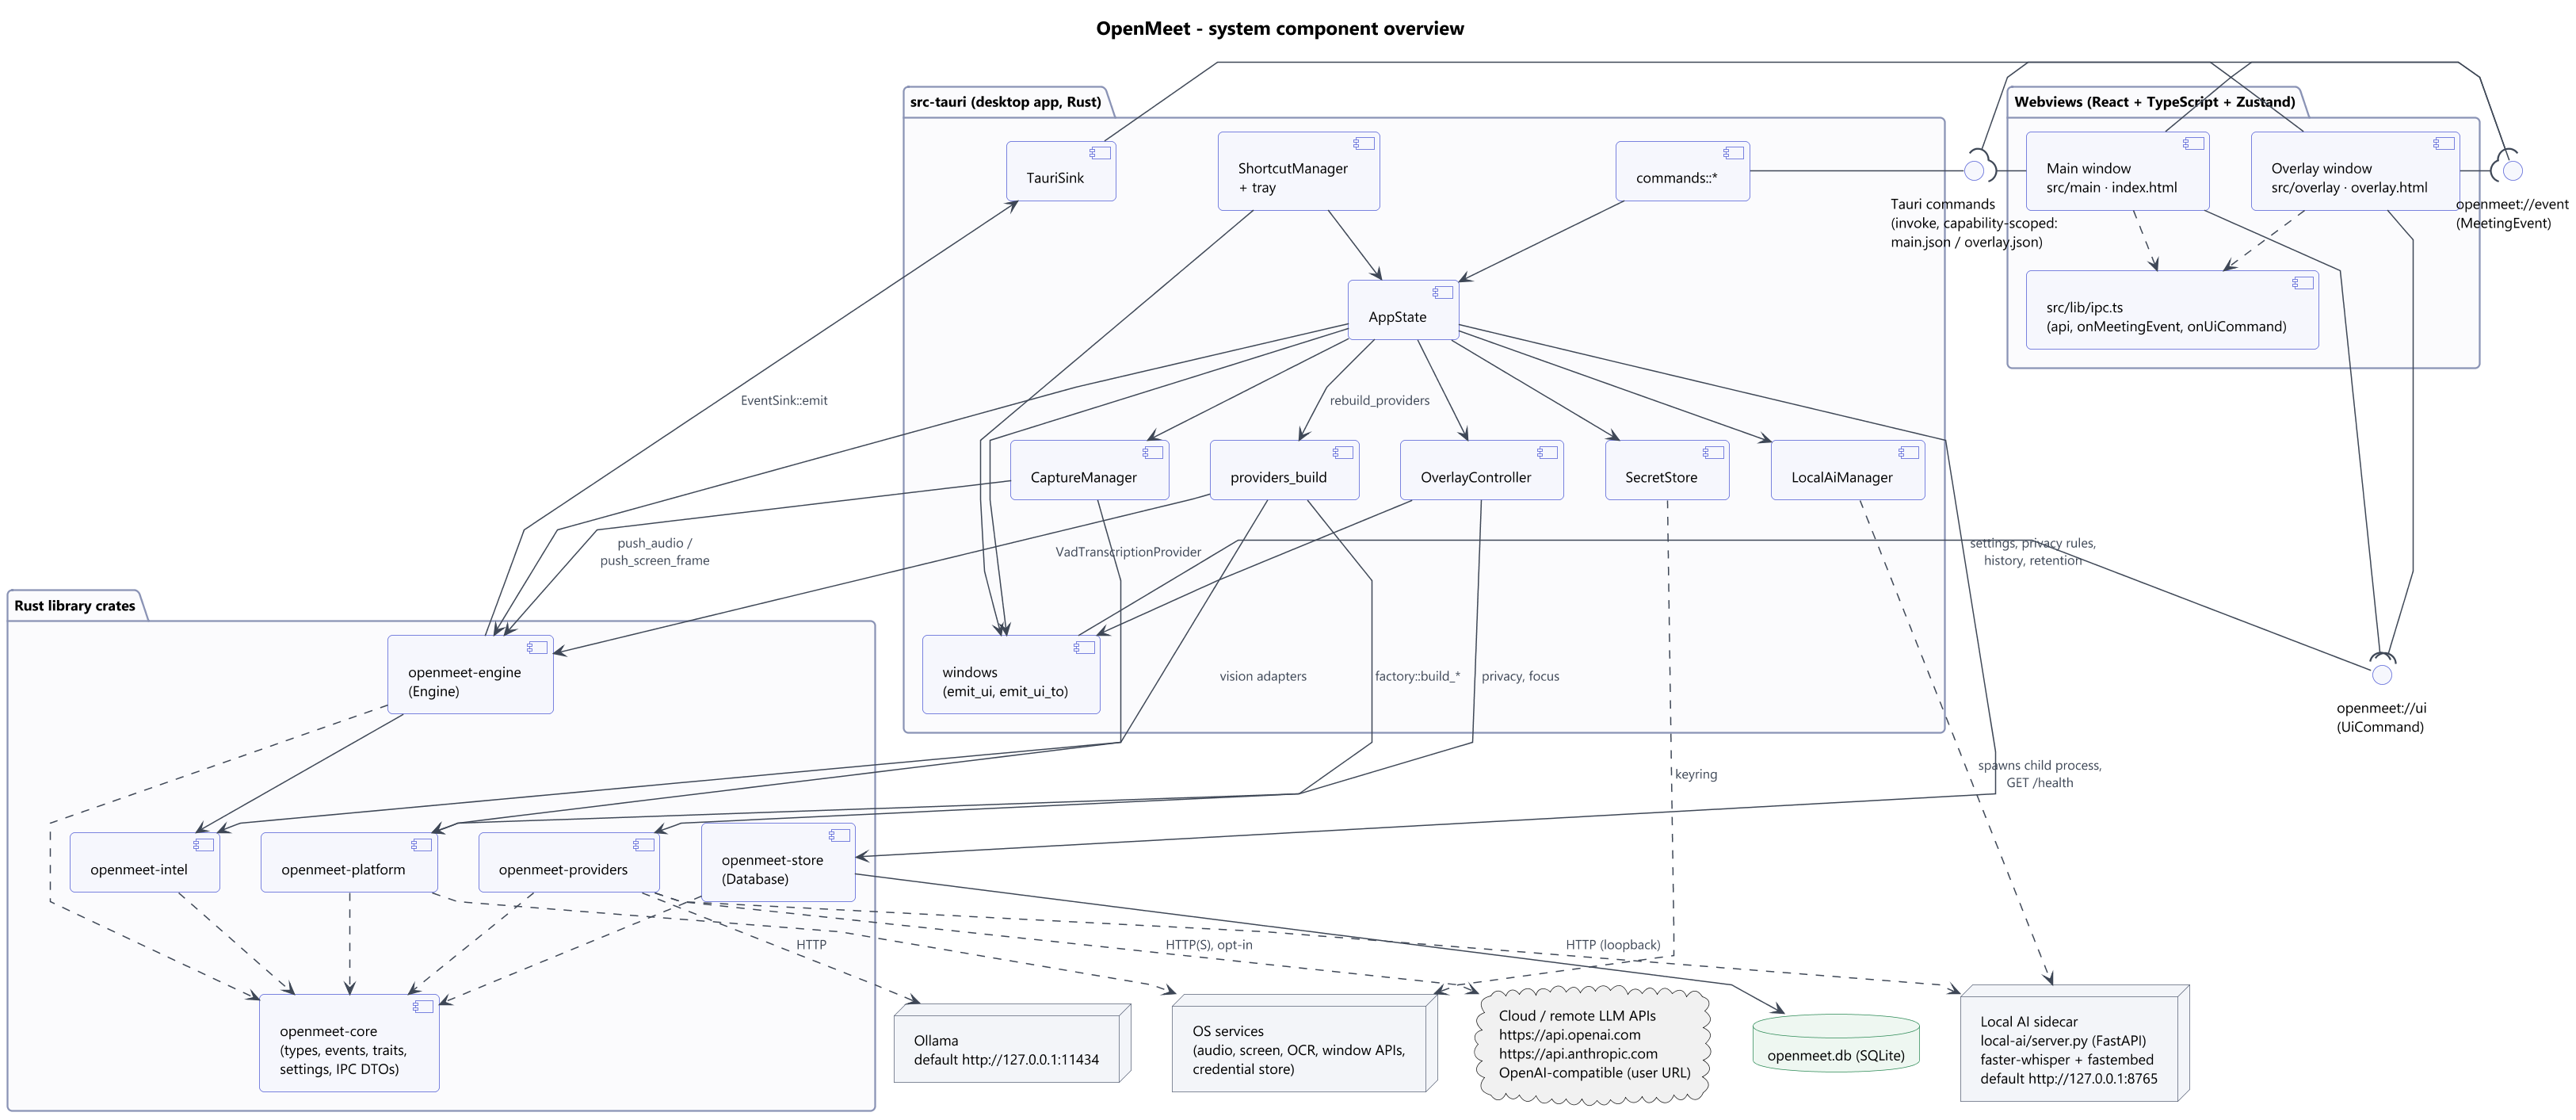 OpenMeet - system component overview
src-tauri (desktop app, Rust)
Webviews (React + TypeScript + Zustand)
TauriSink
ShortcutManager
+ tray
commands::*
Tauri commands
(invoke, capability-scoped:
main.json / overlay.json)
Main window
src/main · index.html
Overlay window
src/overlay · overlay.html
openmeet://event
(MeetingEvent)
src/lib/ipc.ts
(api, onMeetingEvent, onUiCommand)
AppState
EventSink::emit
rebuild_providers
CaptureManager
providers_build
OverlayController
SecretStore
LocalAiManager
push_audio /
push_screen_frame
VadTranscriptionProvider
settings, privacy rules,
history, retention
Rust library crates
openmeet-engine
(Engine)
windows
(emit_ui, emit_ui_to)
vision adapters
factory::build_*
privacy, focus
openmeet://ui
(UiCommand)
keyring
spawns child process,
GET /health
openmeet-intel
openmeet-platform
openmeet-providers
openmeet-store
(Database)
HTTP
HTTP(S), opt-in
HTTP (loopback)
openmeet-core
(types, events, traits,
settings, IPC DTOs)
Ollama
default http://127.0.0.1:11434
OS services
(audio, screen, OCR, window APIs,
credential store)
Cloud / remote LLM APIs
https://api.openai.com
https://api.anthropic.com
OpenAI-compatible (user URL)
openmeet.db (SQLite)
Local AI sidecar
local-ai/server.py (FastAPI)
faster-whisper + fastembed
default http://127.0.0.1:8765